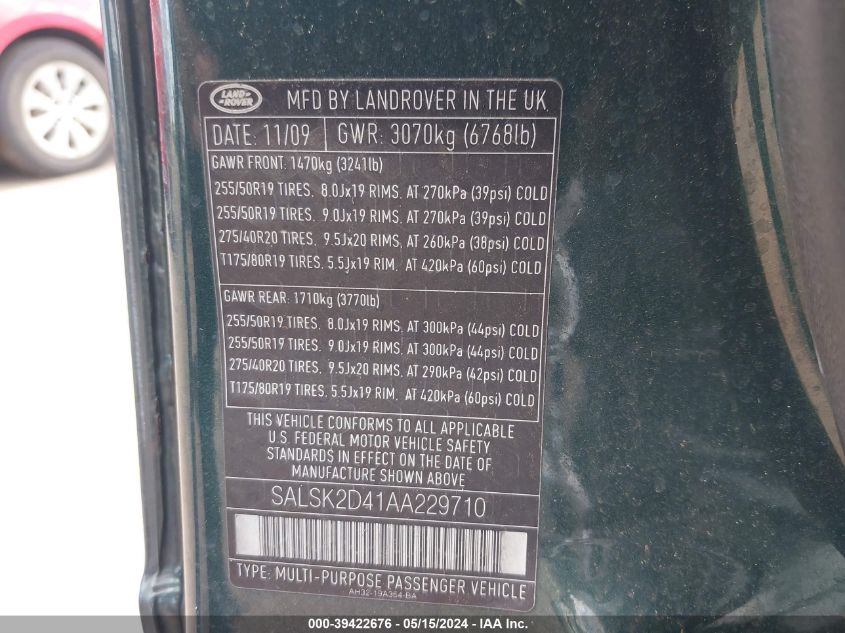 LAND
ROVER
MFD BY LANDROVER IN THE UK
DATE: 11/09 GWR: 3070kg (6768lb)
GAWR FRONT. 1470kg (3241lb)
255/50R19 TIRES. 8.0Jx19 RIMS. AT 270kPa (39psi) COLD
255/50R19 TIRES. 9.0Jx19 RIMS. AT 270kPa (39psi) COLD
275/40R20 TIRES. 9.5Jx20 RIMS. AT 260kPa (38psi) COLD
T175/80R19 TIRES. 5.5Jx19 RIM. AT 420kPa (60psi) COLD
GAWR REAR: 1710kg (3770lb)
255/50R19 TIRES. 8.0Jx19 RIMS. AT 300kPa (44psi) COLD
255/50R19 TIRES. 9.0Jx19 RIMS. AT 300kPa (44psi) COLD
275/40R20 TIRES. 9.5Jx20 RIMS. AT 290kPa (42psi) COLD
T175/80R19 TIRES. 5.5Jx19 RIM. AT 420kPa (60psi) COLD
THIS VEHICLE CONFORMS TO ALL APPLICABLE
U.S. FEDERAL MOTOR VEHICLE SAFETY
STANDARDS IN EFFECT ON THE DATE OF
MANUFACTURE SHOWN ABOVE
SALSK2D41AA229710
TYPE: MULTI-PURPOSE PASSENGER VEHICLE
AH32-19A364-BA
000-39422676 - 05/15/2024 - IAA Inc.